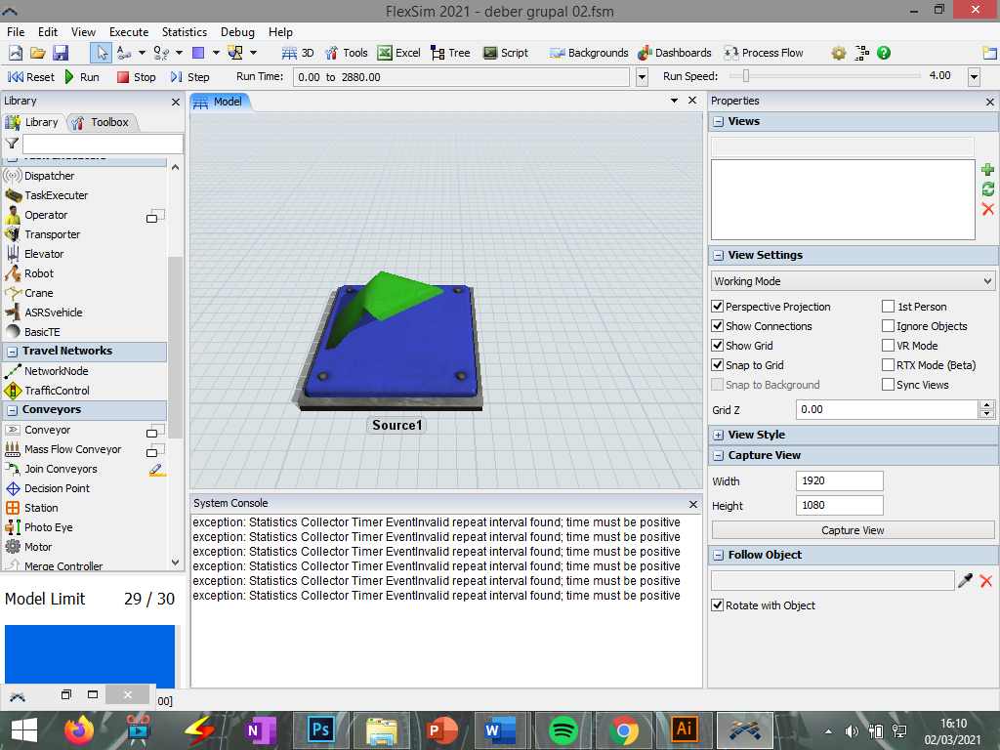 FlexSim 2021 - deber grupal 02.fsm
File Edit View Execute Statistics Debug Help
3D Tools Excel Tree Script Backgrounds Dashboards Process Flow
Reset Run Stop Step Run Time: 0.00 to 2880.00 Run Speed: 4.00
Library
Library Toolbox
Dispatcher
TaskExecuter
Operator
Transporter
Elevator
Robot
Crane
ASRSvehicle
BasicTE
Travel Networks
NetworkNode
TrafficControl
Conveyors
Conveyor
Mass Flow Conveyor
Join Conveyors
Decision Point
Station
Photo Eye
Motor
Merge Controller
Model Limit 29 / 30
00]
Model
Source1
System Console
exception: Statistics Collector Timer EventInvalid repeat interval found; time must be positive
exception: Statistics Collector Timer EventInvalid repeat interval found; time must be positive
exception: Statistics Collector Timer EventInvalid repeat interval found; time must be positive
exception: Statistics Collector Timer EventInvalid repeat interval found; time must be positive
exception: Statistics Collector Timer EventInvalid repeat interval found; time must be positive
exception: Statistics Collector Timer EventInvalid repeat interval found; time must be positive
Properties
Views
View Settings
Working Mode
Perspective Projection 1st Person
Show Connections Ignore Objects
Show Grid VR Mode
Snap to Grid RTX Mode (Beta)
Snap to Background Sync Views
Grid Z 0.00
View Style
Capture View
Width 1920
Height 1080
Capture View
Follow Object
Rotate with Object
N Ps P W Ai
16:10
02/03/2021